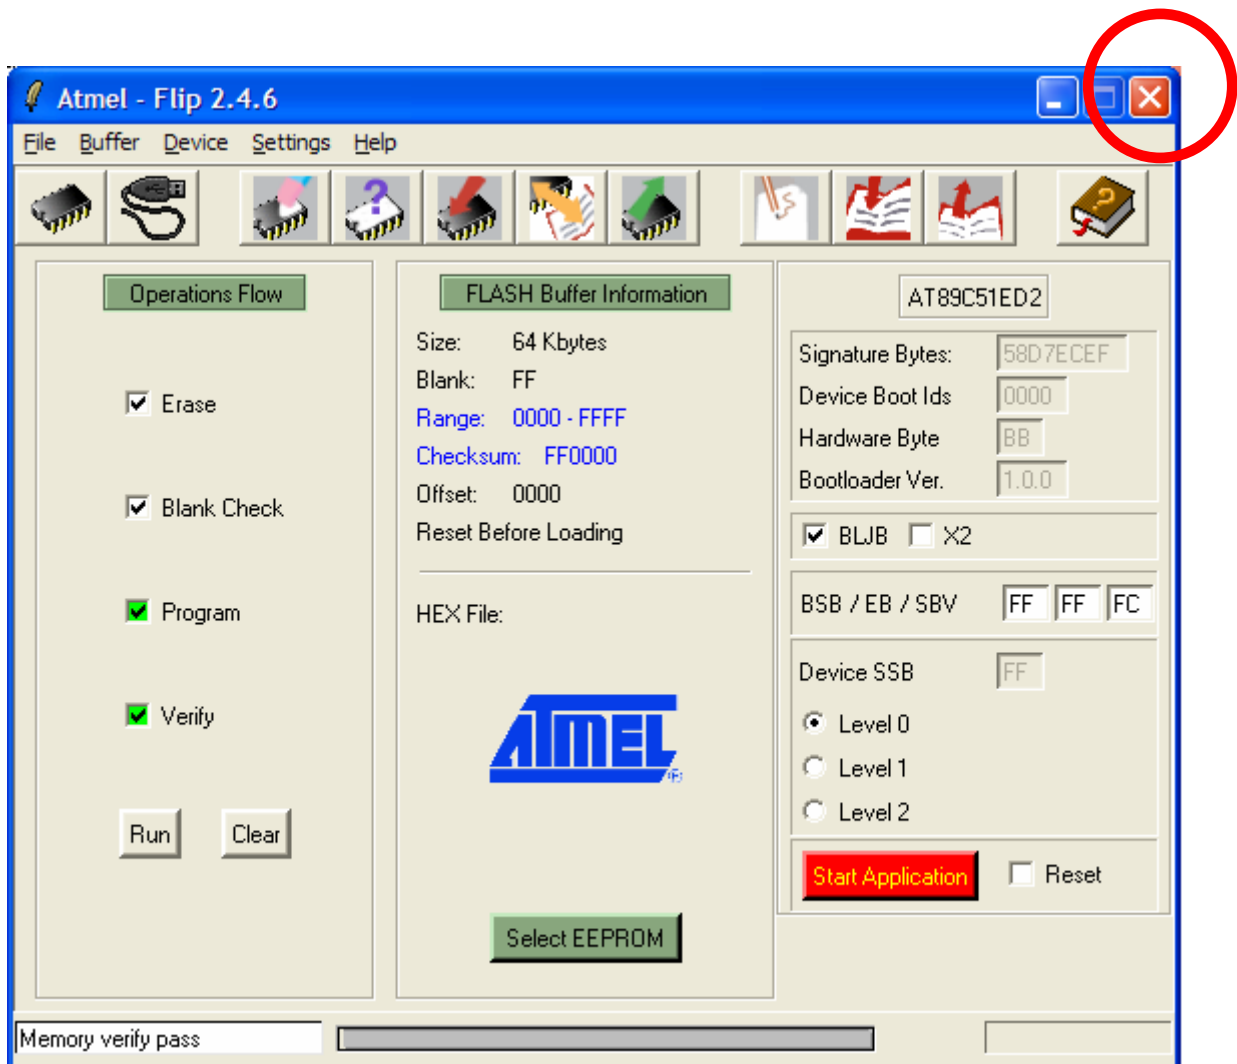 Atmel - Flip 2.4.6
File Buffer Device Settings Help
Operations Flow
Erase
Blank Check
Program
Verify
Run Clear
FLASH Buffer Information
Size: 64 Kbytes
Blank: FF
Range: 0000 - FFFF
Checksum: FF0000
Offset: 0000
Reset Before Loading
HEX File:
ATMEL ®
Select EEPROM
AT89C51ED2
Signature Bytes: 58D7ECEF
Device Boot Ids 0000
Hardware Byte BB
Bootloader Ver. 1.0.0
BLJB X2
BSB / EB / SBV FF FF FC
Device SSB FF
Level 0
Level 1
Level 2
Start Application Reset
Memory verify pass